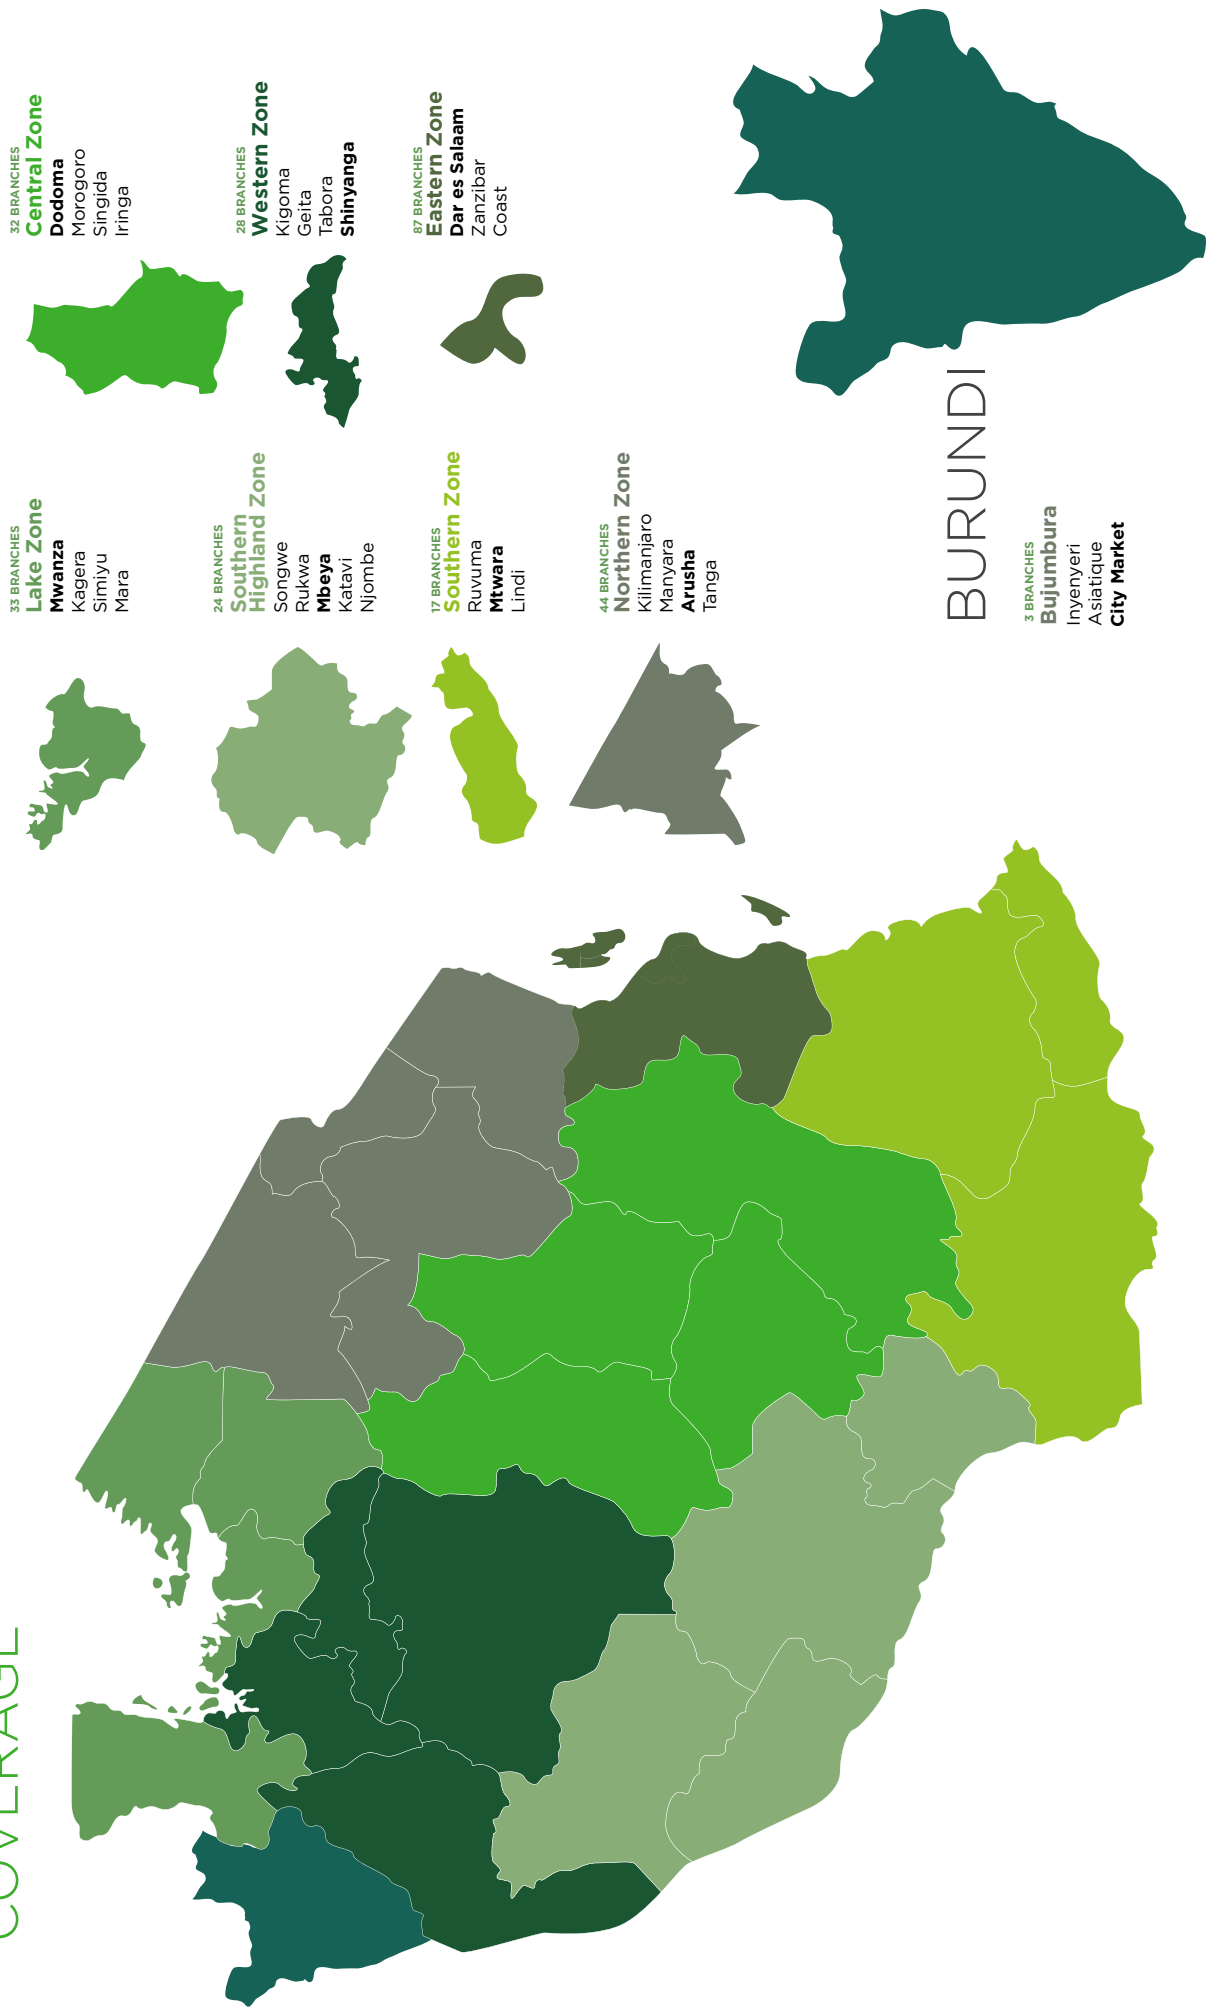 COVERAGE
33 BRANCHES
Lake Zone
Mwanza
Kagera
Simiyu
Mara
32 BRANCHES
Central Zone
Dodoma
Morogoro
Singida
Iringa
24 BRANCHES
Southern
Highland Zone
Songwe
Rukwa
Mbeya
Katavi
Njombe
28 BRANCHES
Western Zone
Kigoma
Geita
Tabora
Shinyanga
17 BRANCHES
Southern Zone
Ruvuma
Mtwara
Lindi
87 BRANCHES
Eastern Zone
Dar es Salaam
Zanzibar
Coast
44 BRANCHES
Northern Zone
Kilimanjaro
Manyara
Arusha
Tanga
BURUNDI
3 BRANCHES
Bujumbura
Inyenyeri
Asiatique
City Market